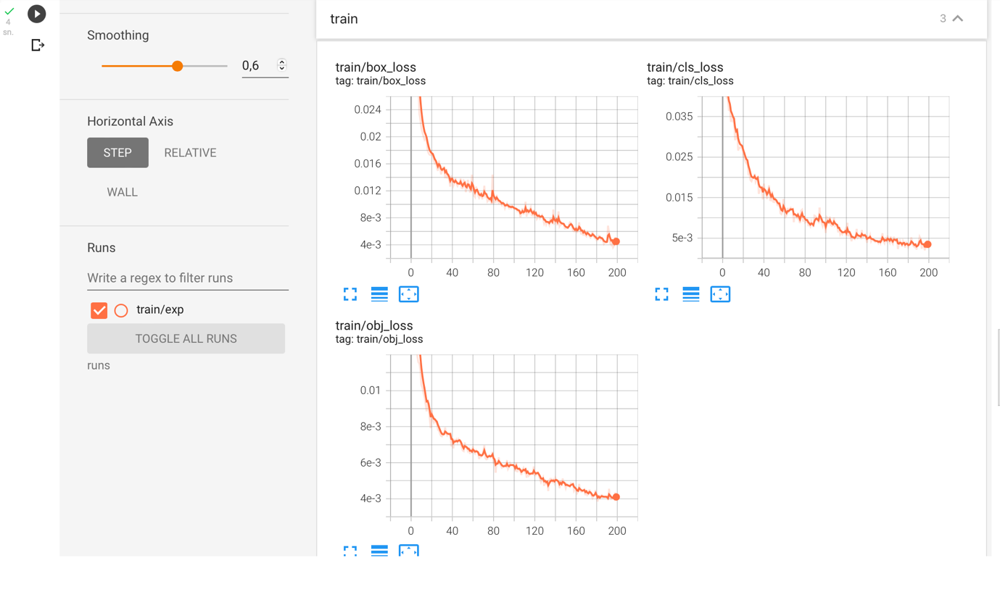 4
sn.
Smoothing
0,6
Horizontal Axis
STEP
RELATIVE
WALL
Runs
Write a regex to filter runs
train/exp
TOGGLE ALL RUNS
runs
train
3
train/box_loss
tag: train/box_loss
0.024
0.02
0.016
0.012
8e-3
4e-3
0 40 80 120 160 200
train/cls_loss
tag: train/cls_loss
0.035
0.025
0.015
5e-3
0 40 80 120 160 200
train/obj_loss
tag: train/obj_loss
0.01
8e-3
6e-3
4e-3
0 40 80 120 160 200